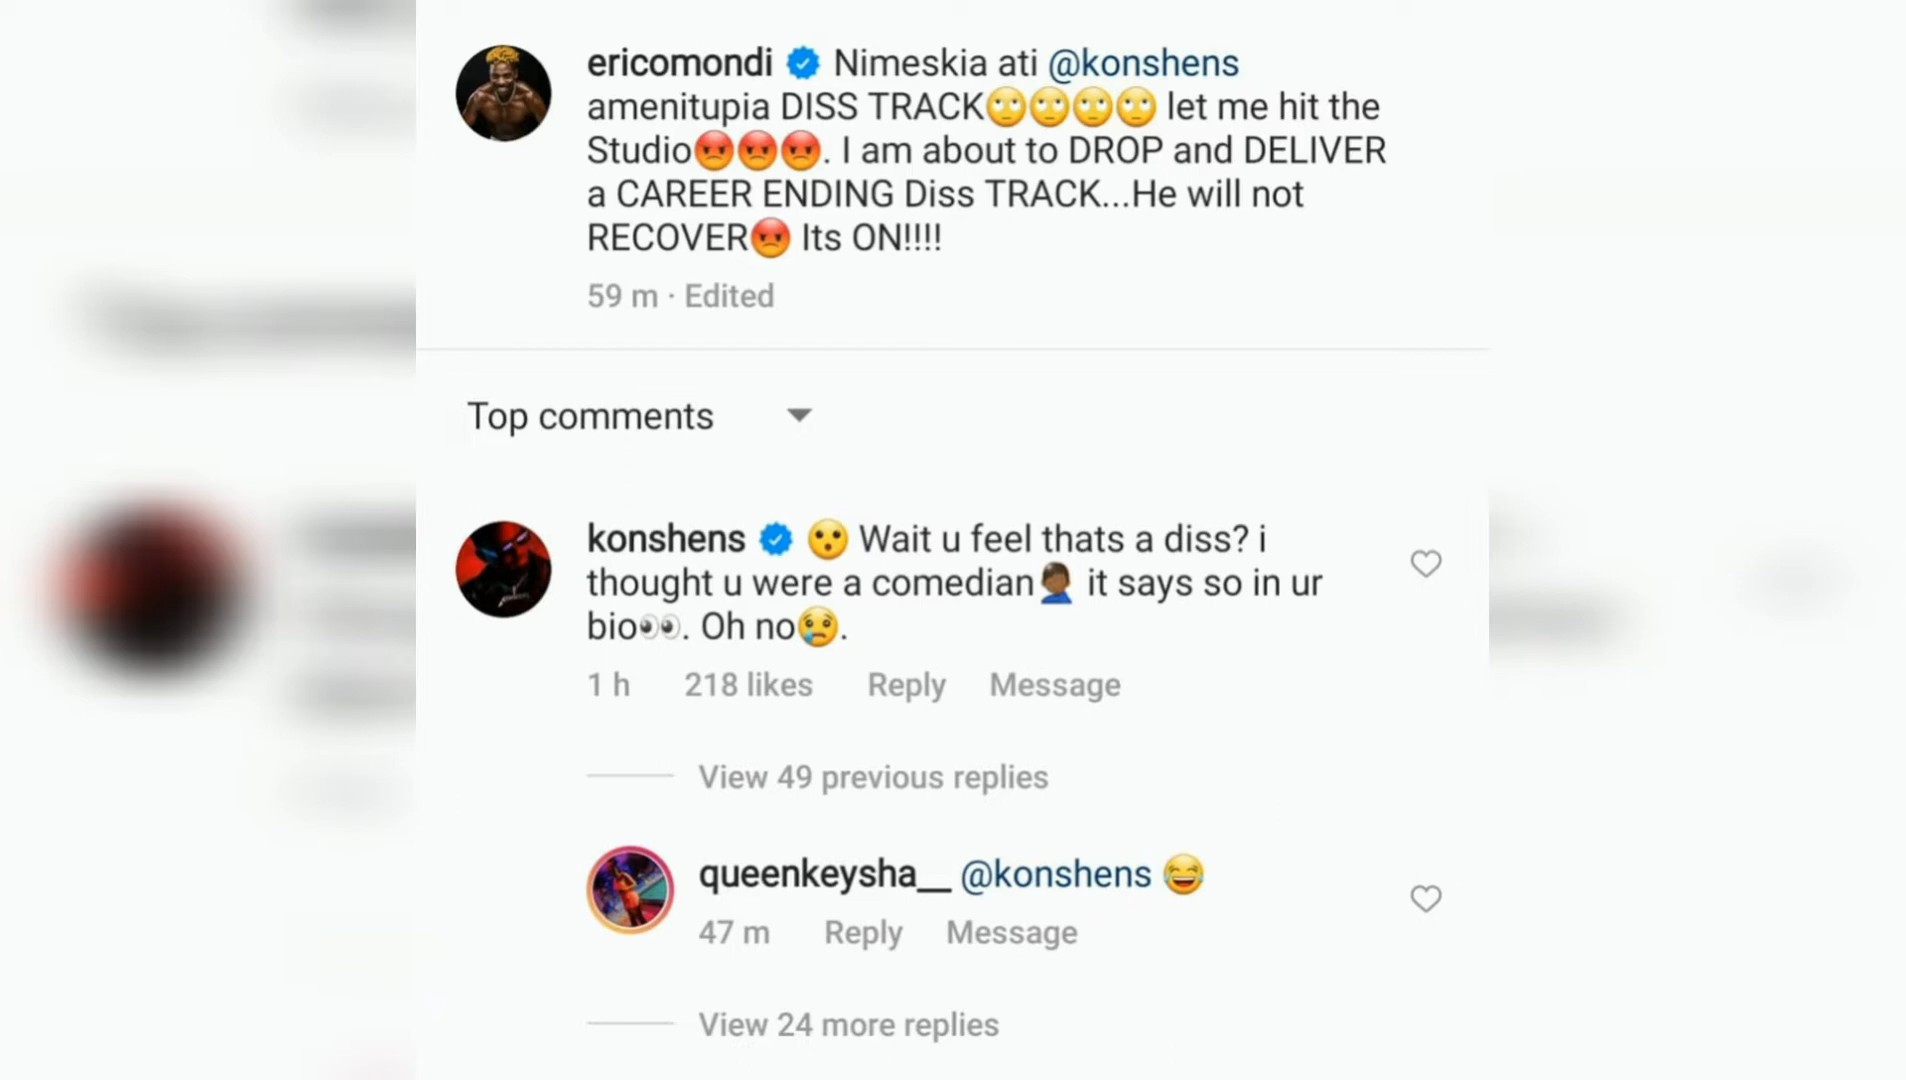 ericomondi Nimeskia ati @konshens
amenitupia DISS TRACK🙄🙄🙄🙄 let me hit the
Studio😡😡😡. I am about to DROP and DELIVER
a CAREER ENDING Diss TRACK...He will not
RECOVER😡 Its ON!!!!
59 m · Edited
Top comments
konshens 😯 Wait u feel thats a diss? i
thought u were a comedian🤦🏾‍♂️ it says so in ur
bio👀. Oh no😢.
1 h 218 likes Reply Message
View 49 previous replies
queenkeysha__ @konshens 😂
47 m Reply Message
View 24 more replies